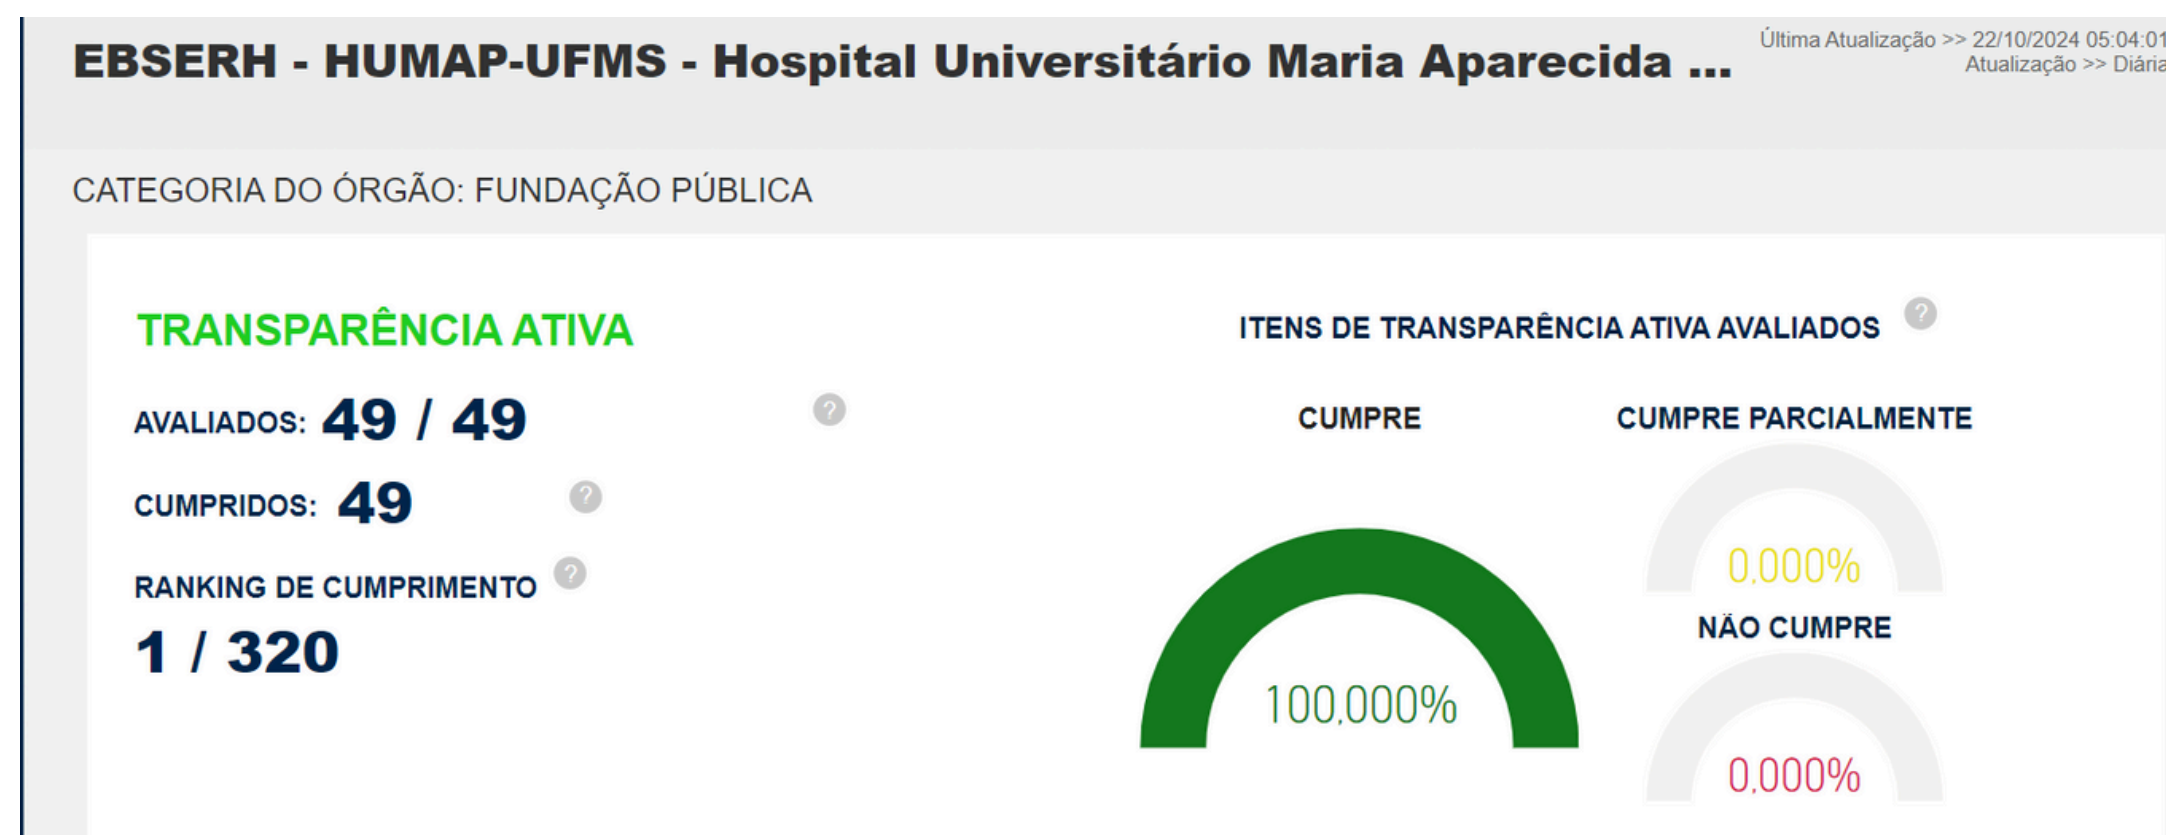 EBSERH - HUMAP-UFMS - Hospital Universitário Maria Aparecida ...
Última Atualização >> 22/10/2024 05:04:01
Atualização >> Diária
CATEGORIA DO ÓRGÃO: FUNDAÇÃO PÚBLICA
TRANSPARÊNCIA ATIVA
AVALIADOS: 49 / 49 ?
CUMPRIDOS: 49 ?
RANKING DE CUMPRIMENTO ?
1 / 320
ITENS DE TRANSPARÊNCIA ATIVA AVALIADOS ?
CUMPRE
100,000%
CUMPRE PARCIALMENTE
0,000%
NÃO CUMPRE
0,000%